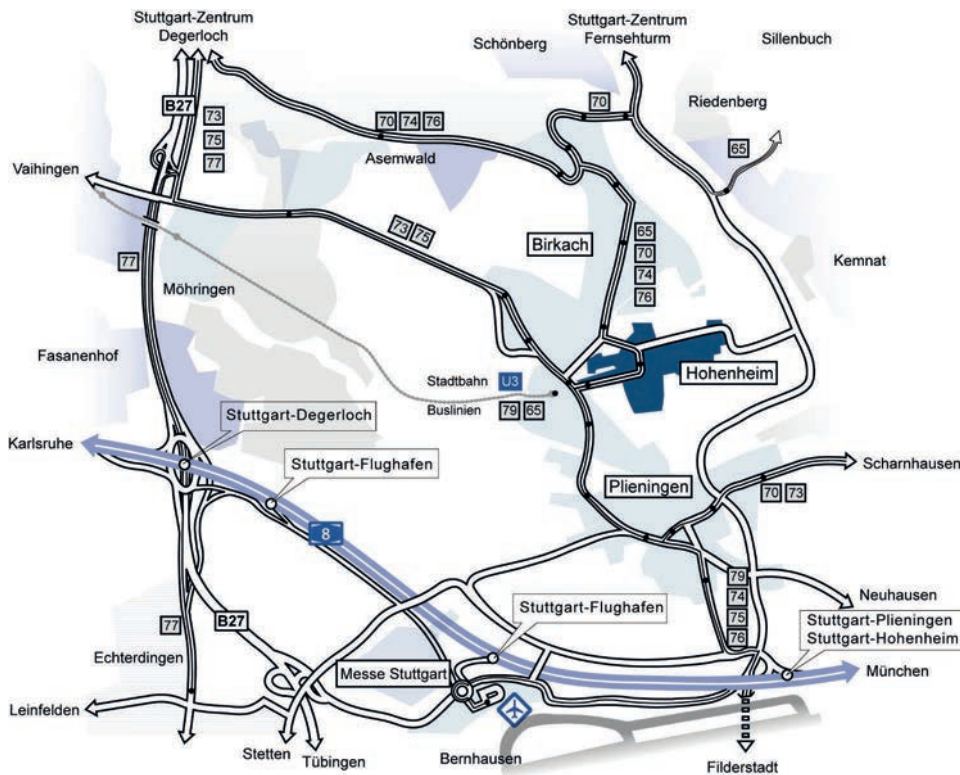 Stuttgart-Zentrum
Degerloch
Schönberg
Stuttgart-Zentrum
Fernsehturm
Sillenbuch
B27
73
75
77
70 74 76
Asemwald
70
Riedenberg
65
Vaihingen
77
73 75
Birkach
65
70
74
76
Kemnat
Möhringen
Fasanenhof
Hohenheim
Stadtbahn U3
Buslinien 79 65
Karlsruhe
Stuttgart-Degerloch
Stuttgart-Flughafen
Plieningen
Scharnhausen
70 73
8
79
74
75
76
Neuhausen
Stuttgart-Flughafen
Stuttgart-Plieningen
Stuttgart-Hohenheim
77
B27
Echterdingen
Messe Stuttgart
München
Leinfelden
Stetten
Tübingen
Bernhausen
Filderstadt